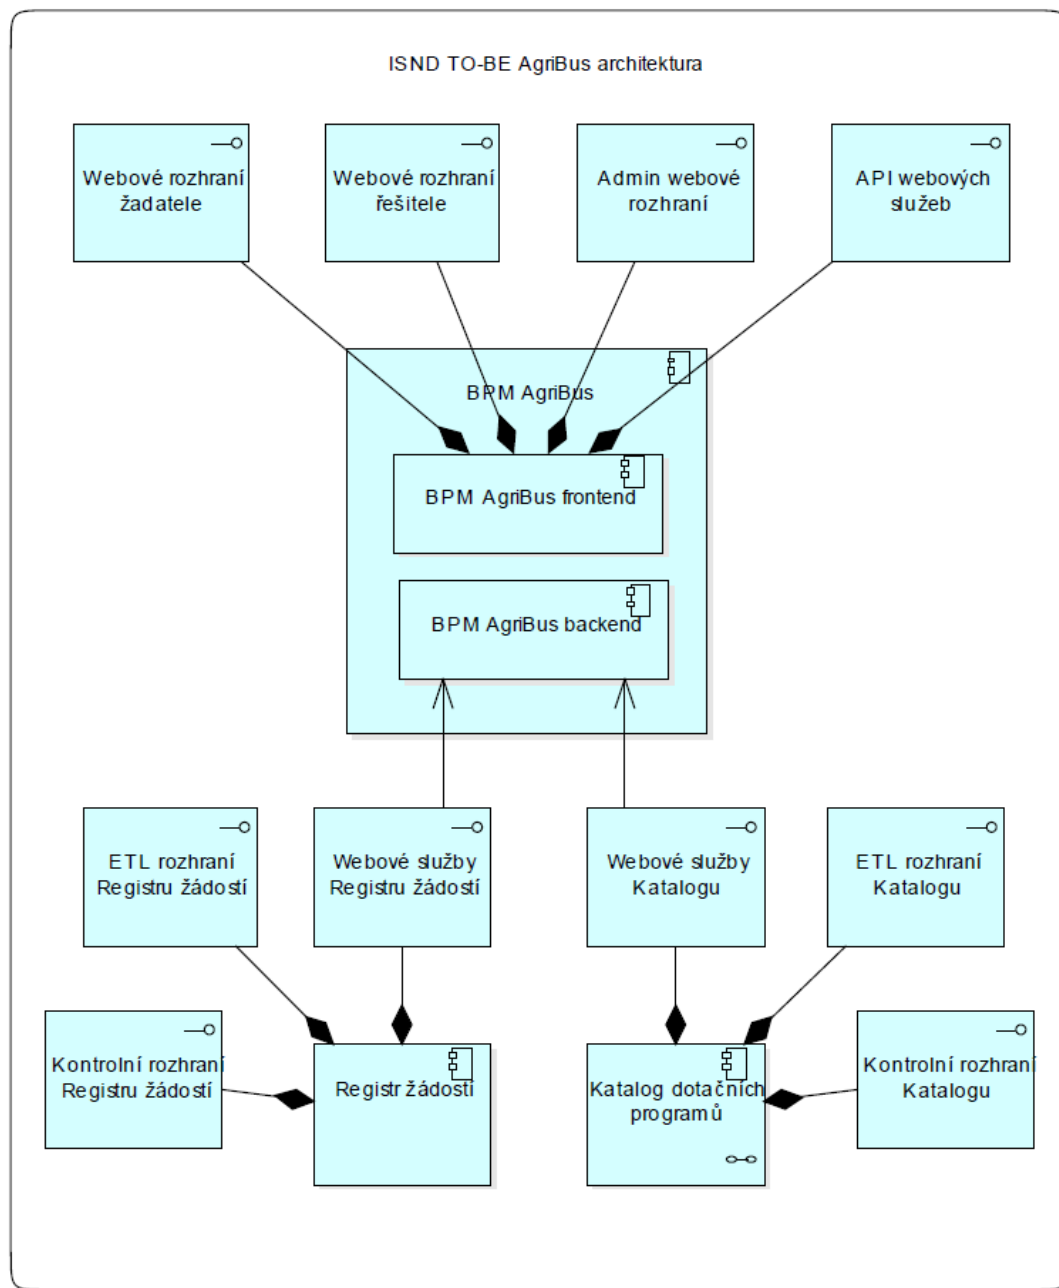 ISND TO-BE AgriBus architektura
Webové rozhraní
žadatele
Webové rozhraní
řešitele
Admin webové
rozhraní
API webových
služeb
BPM AgriBus
BPM AgriBus frontend
BPM AgriBus backend
ETL rozhraní
Registru žádostí
Webové služby
Registru žádostí
Webové služby
Katalogu
ETL rozhraní
Katalogu
Kontrolní rozhraní
Registru žádostí
Registr žádostí
Katalog dotačních
programů
Kontrolní rozhraní
Katalogu